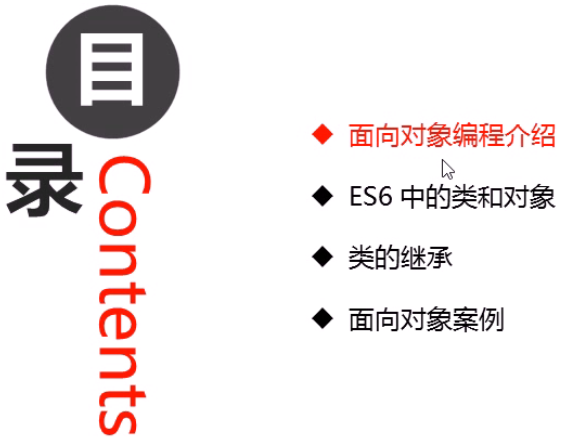 目
录
Contents
◆ 面向对象编程介绍
◆ ES6 中的类和对象
◆ 类的继承
◆ 面向对象案例